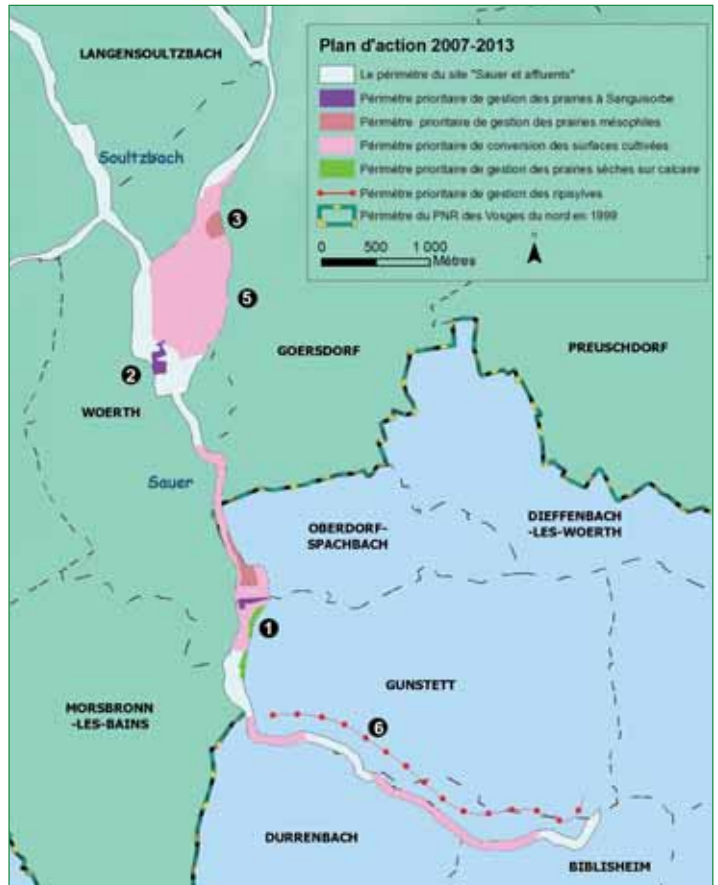 Plan d'action 2007-2013
Le périmètre du site "Sauer et affluents"
Périmètre prioritaire de gestion des prairies à Sanguisorbe
Périmètre prioritaire de gestion des prairies mésophiles
Périmètre prioritaire de conversion des surfaces cultivées
Périmètre prioritaire de gestion des prairies sèches sur calcaire
Périmètre prioritaire de gestion des ripisylves
Périmètre du PNR des Vosges du nord en 1999
0 500 1 000
Mètres
N
LANGENSOULTZBACH
Soultzbach
3
5
GOERSDORF
PREUSCHDORF
2
WOERTH
Sauer
OBERDORF-
SPACHBACH
DIEFFENBACH
-LES-WOERTH
1
GUNSTETT
MORSBRONN
-LES-BAINS
6
DURRENBACH
BIBLISHEIM